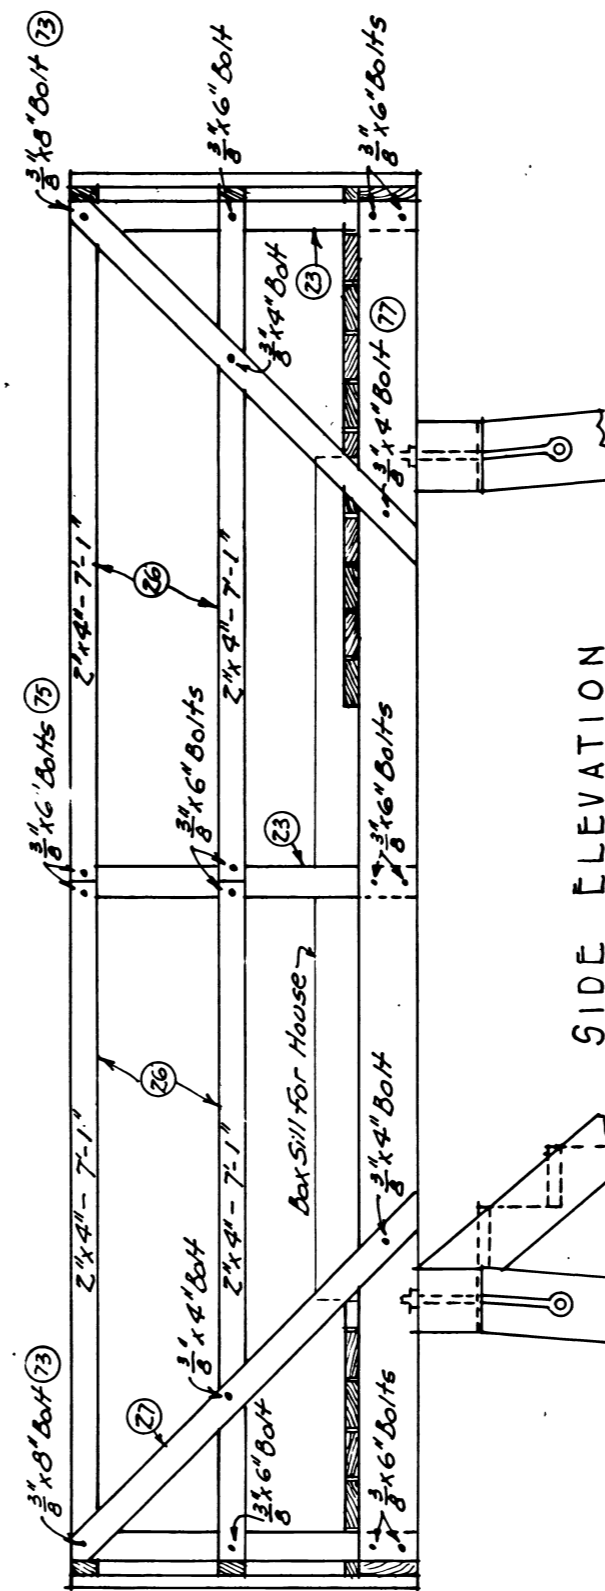 3/8"x8" Bolt 73
3/8"x6" Bolt
3/8"x6" Bolts
3/8"x4" Bolt
23
3/8"x4" Bolt 77
2"x4"-7'-1"
26
2"x4"-7'-1"
3/8"x6" Bolts 75
3/8"x6" Bolts
23
3/8"x6" Bolts
Box Sill For House
2"x4"-7'-1"
26
2"x4"-7'-1"
3/8"x4" Bolt
3/8"x8" Bolt 73
27
3/8"x4" Bolt
3/8"x6" Bolt
3/8"x6" Bolts
SIDE ELEVATION